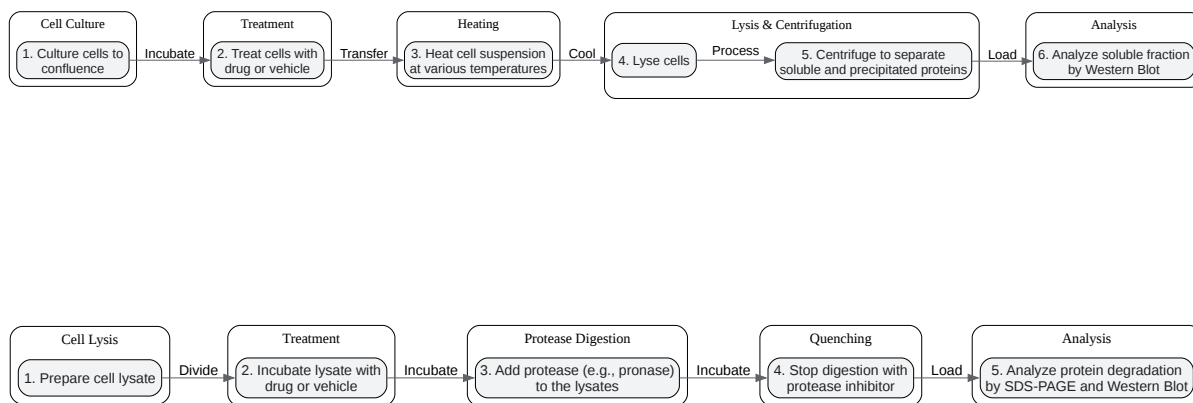 Cell Culture
1. Culture cells to
confluence
Incubate
Treatment
2. Treat cells with
drug or vehicle
Transfer
Heating
3. Heat cell suspension
at various temperatures
Cool
Lysis & Centrifugation
4. Lyse cells
Process
5. Centrifuge to separate
soluble and precipitated proteins
Load
Analysis
6. Analyze soluble fraction
by Western Blot
Cell Lysis
1. Prepare cell lysate
Divide
Treatment
2. Incubate lysate with
drug or vehicle
Incubate
Protease Digestion
3. Add protease (e.g., pronase)
to the lysates
Incubate
Quenching
4. Stop digestion with
protease inhibitor
Load
Analysis
5. Analyze protein degradation
by SDS-PAGE and Western Blot